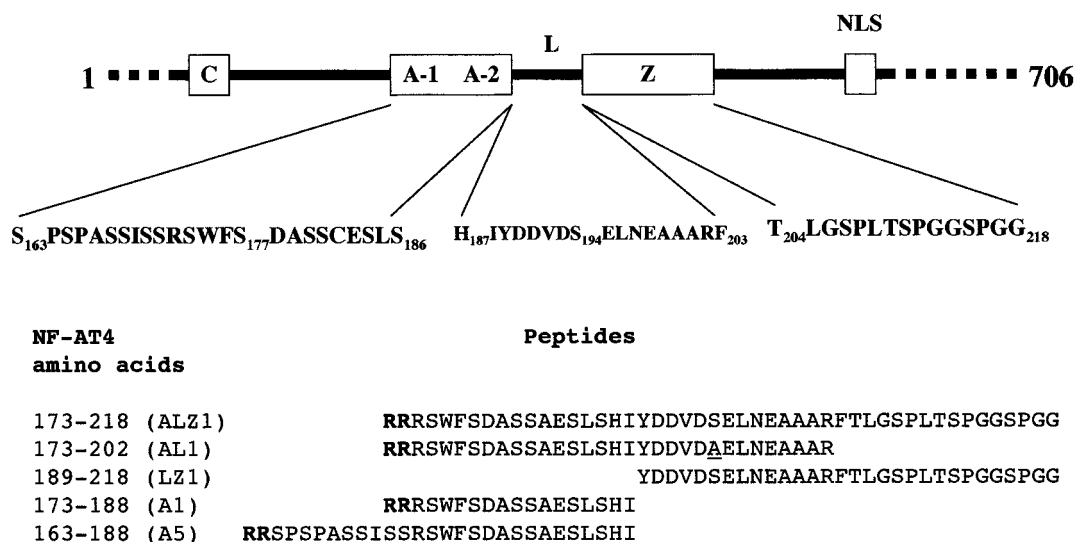 NLS
L
1 C A-1 A-2 Z 706
S163PSPASSISSRSWFS177DASSCESLS186 H187IYDDVDS194ELNEAAARF203 T204LGSPLTSPGGSPGG218
NF-AT4 Peptides
amino acids
173-218 (ALZ1) RRRSWFSDASSAESLSHIYDDVDSELNEAAARFTLGSPLTSPGGSPGG
173-202 (AL1) RRRSWFSDASSAESLSHIYDDVDAELNEAAAR
189-218 (LZ1) YDDVDSELNEAAARFTLGSPLTSPGGSPGG
173-188 (A1) RRRSWFSDASSAESLSHI
163-188 (A5) RRSPSPASSISSRSWFSDASSAESLSHI